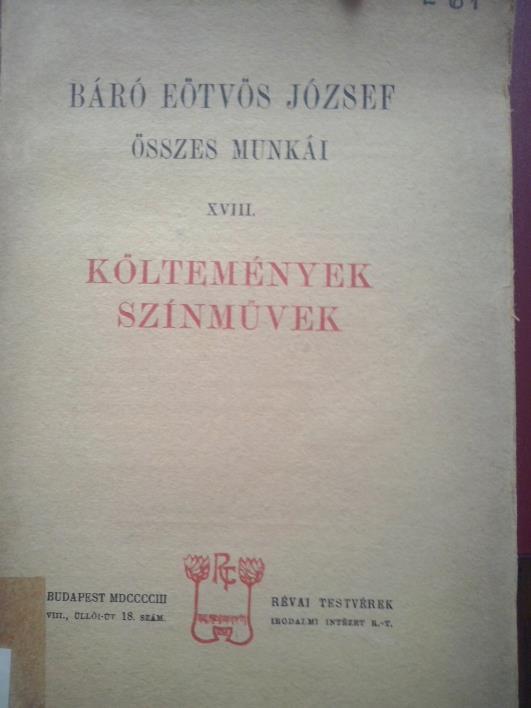 BÁRÓ EÖTVÖS JÓZSEF
ÖSSZES MUNKÁI
XVIII.
KÖLTEMÉNYEK
SZÍNMŰVEK
BUDAPEST MDCCCCIII
VIII., ÜLLŐI-ÚT 18. SZÁM.
RÉVAI TESTVÉREK
IRODALMI INTÉZET R.-T.